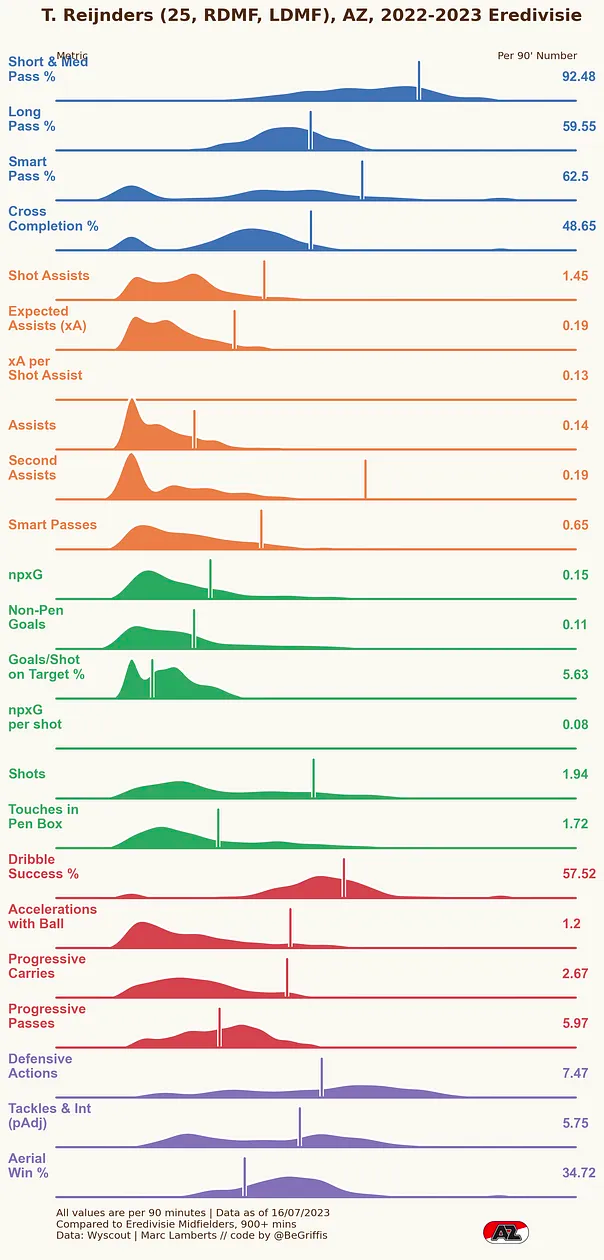 T. Reijnders (25, RDMF, LDMF), AZ, 2022-2023 Eredivisie
Metric
Per 90' Number
Short & Med
Pass %
92.48
Long
Pass %
59.55
Smart
Pass %
62.5
Cross
Completion %
48.65
Shot Assists
1.45
Expected
Assists (xA)
0.19
xA per
Shot Assist
0.13
Assists
0.14
Second
Assists
0.19
Smart Passes
0.65
npxG
0.15
Non-Pen
Goals
0.11
Goals/Shot
on Target %
5.63
npxG
per shot
0.08
Shots
1.94
Touches in
Pen Box
1.72
Dribble
Success %
57.52
Accelerations
with Ball
1.2
Progressive
Carries
2.67
Progressive
Passes
5.97
Defensive
Actions
7.47
Tackles & Int
(pAdj)
5.75
Aerial
Win %
34.72
All values are per 90 minutes | Data as of 16/07/2023
Compared to Eredivisie Midfielders, 900+ mins
Data: Wyscout | Marc Lamberts // code by @BeGriffis
AZ